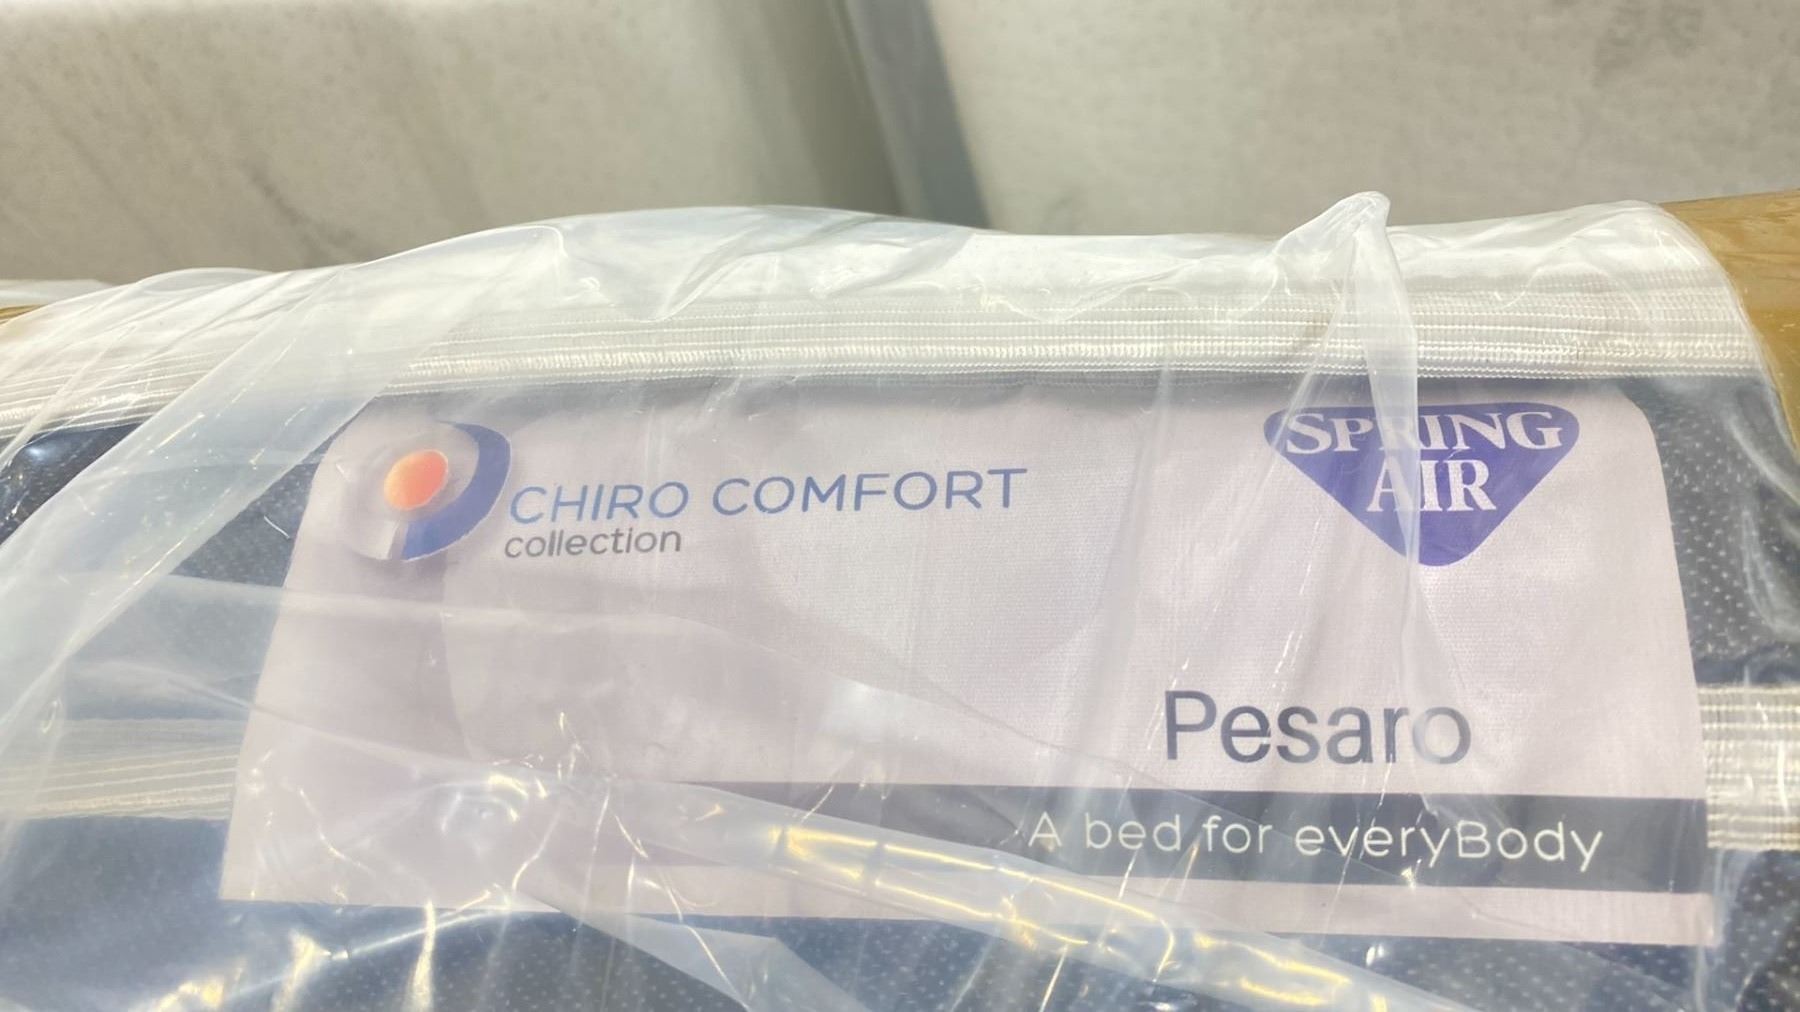 CHIRO COMFORT
collection
SPRING
AIR
Pesaro
A bed for everyBody